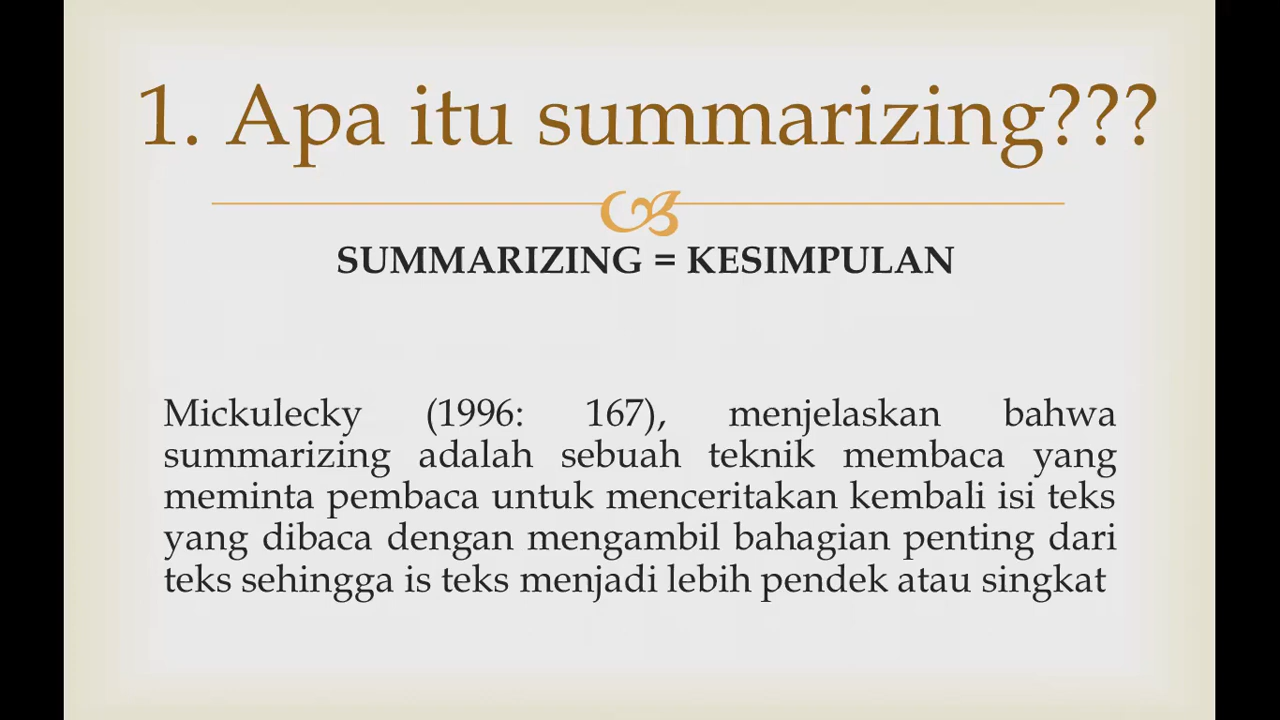 1. Apa itu summarizing???
SUMMARIZING = KESIMPULAN
Mickulecky (1996: 167), menjelaskan bahwa
summarizing adalah sebuah teknik membaca yang
meminta pembaca untuk menceritakan kembali isi teks
yang dibaca dengan mengambil bahagian penting dari
teks sehingga is teks menjadi lebih pendek atau singkat